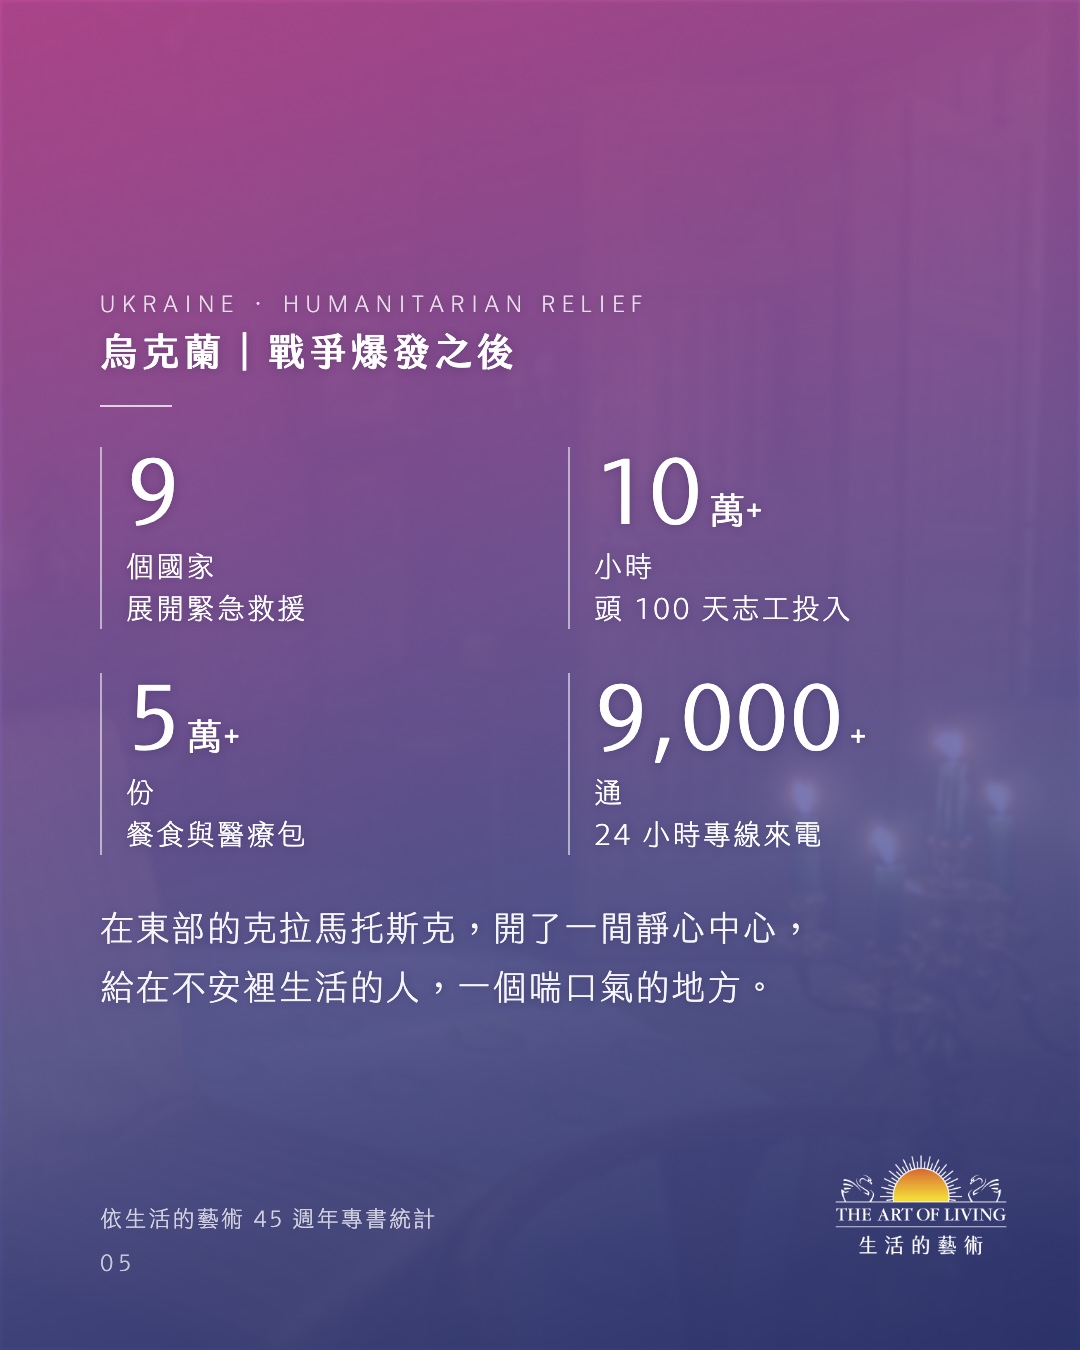 UKRAINE · HUMANITARIAN RELIEF
烏克蘭｜戰爭爆發之後
9
個國家
展開緊急救援
10 萬+
小時
頭 100 天志工投入
5 萬+
份
餐食與醫療包
9,000+
通
24 小時專線來電
在東部的克拉馬托斯克，開了一間靜心中心，
給在不安裡生活的人，一個喘口氣的地方。
依生活的藝術 45 週年專書統計
05
THE ART OF LIVING
生活的藝術